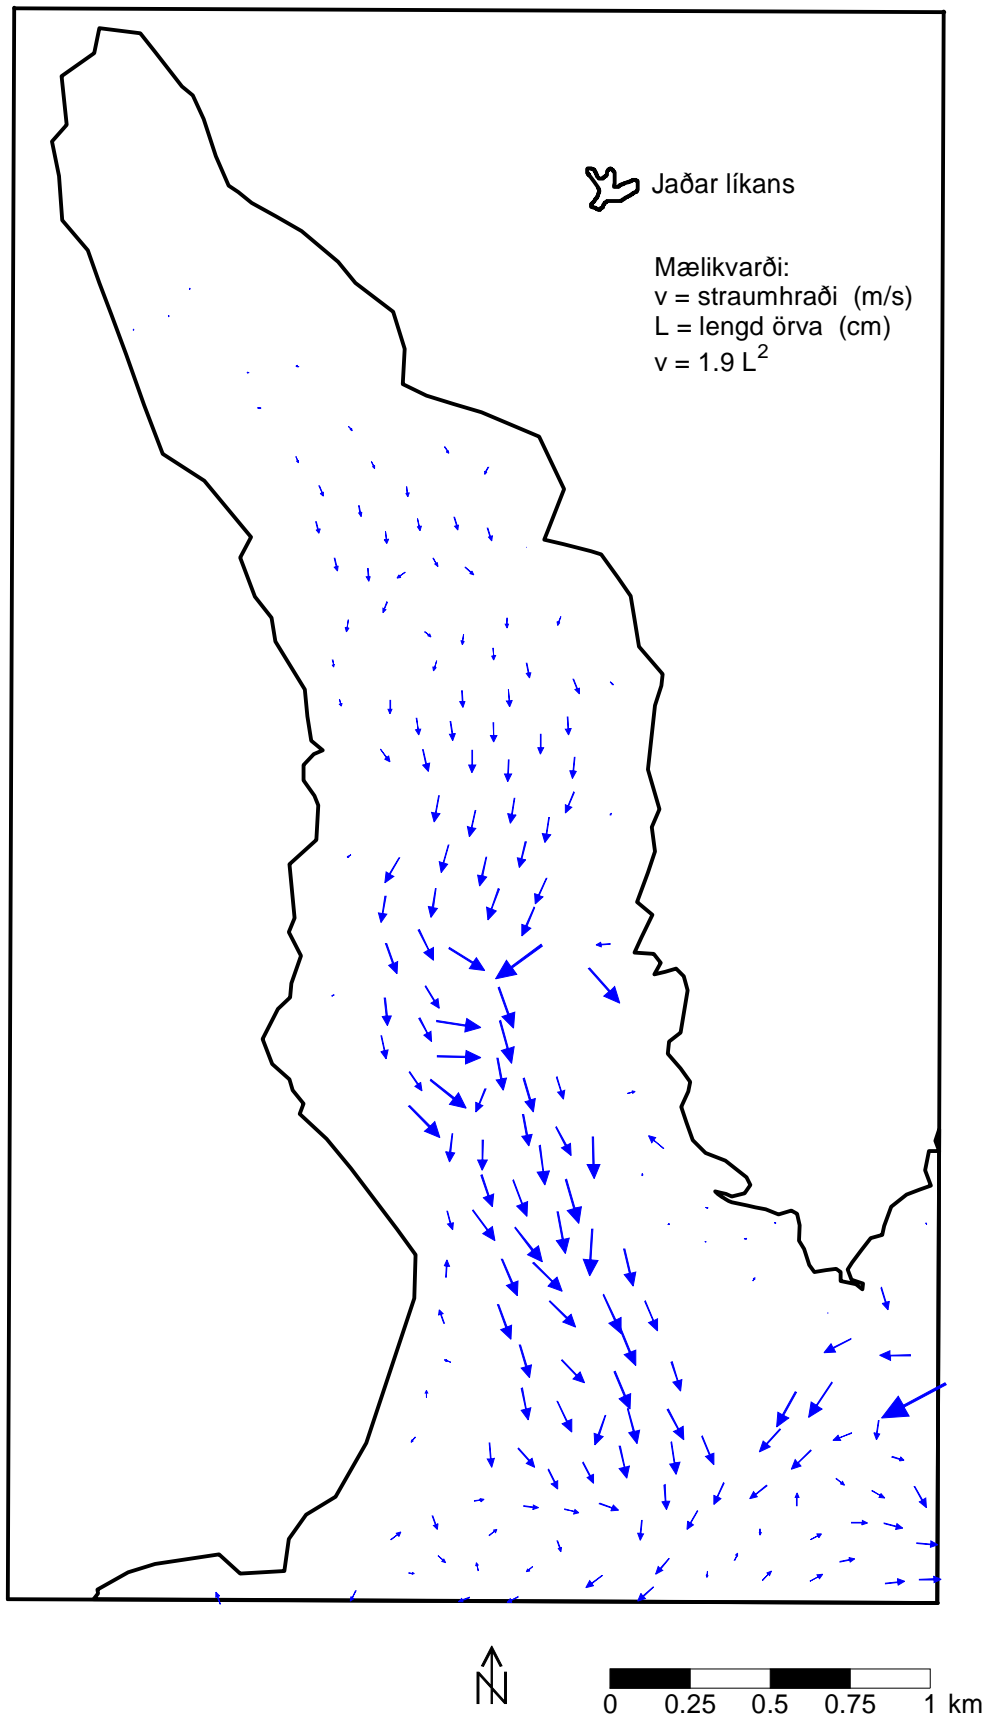 Jaðar líkans
Mælikvarði:
v = straumhraði (m/s)
L = lengd örva (cm)
v = 1.9 L²
N
0 0.25 0.5 0.75 1 km